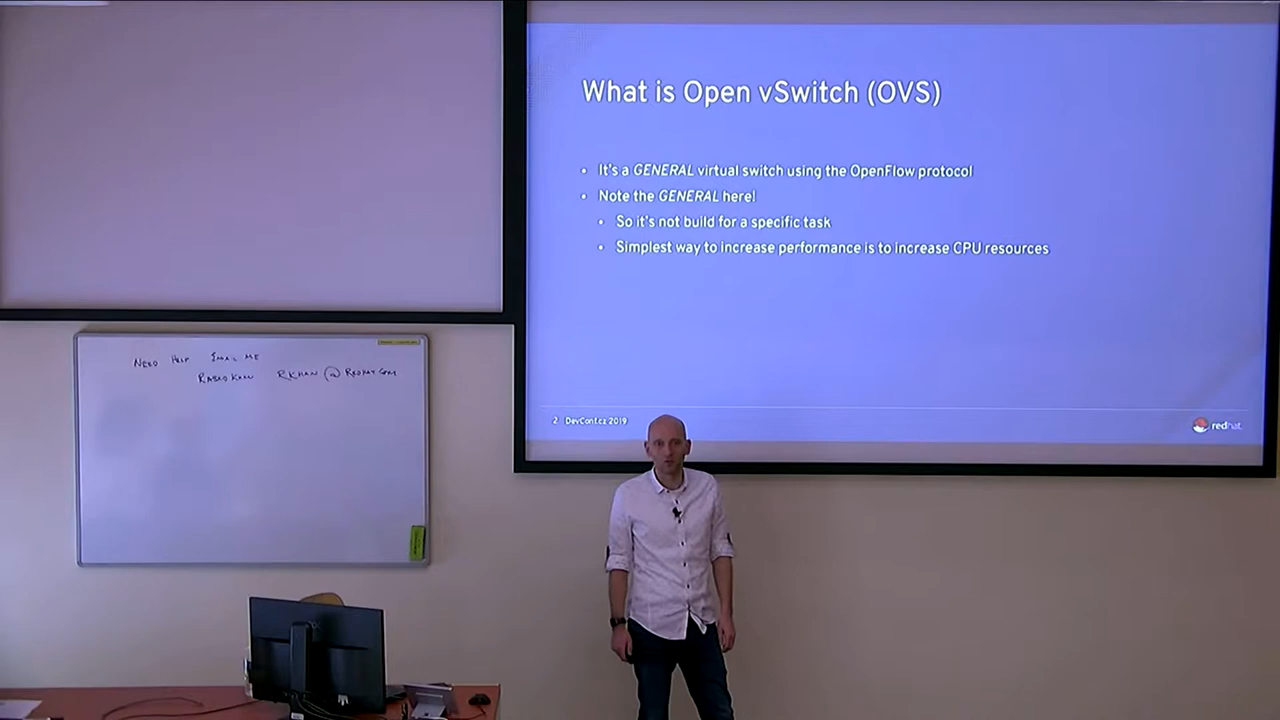 What is Open vSwitch (OVS)
• It's a GENERAL virtual switch using the OpenFlow protocol
• Note the GENERAL here!
• So it's not build for a specific task
• Simplest way to increase performance is to increase CPU resources
2 DevConf.cz 2019
redhat.
NEED HELP EMAIL ME
KHAN RKHAN @ REDHAT.COM